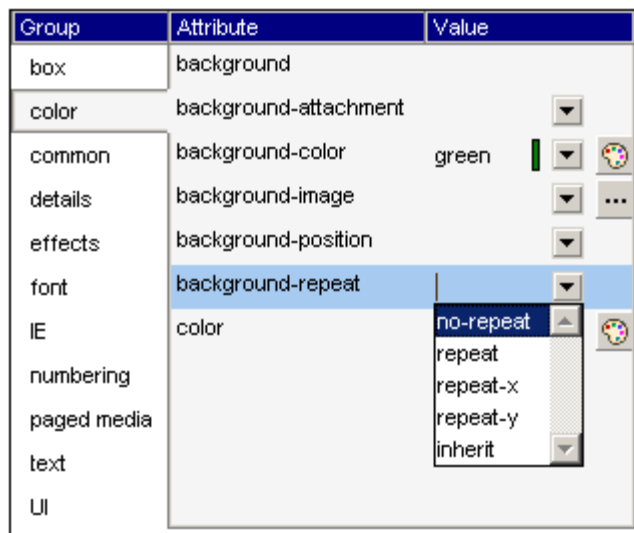 Group Attribute Value
box background
color background-attachment
common background-color green
details background-image ...
effects background-position
font background-repeat
no-repeat
IE color
repeat
numbering repeat-x
paged media repeat-y
text inherit
UI